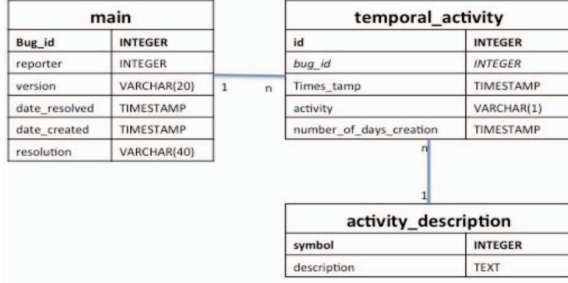 main
Bug_id INTEGER
reporter INTEGER
version VARCHAR(20)
date_resolved TIMESTAMP
date_created TIMESTAMP
resolution VARCHAR(40)
1 n
temporal_activity
id INTEGER
bug_id INTEGER
Times_tamp TIMESTAMP
activity VARCHAR(1)
number_of_days_creation TIMESTAMP
n
1
activity_description
symbol INTEGER
description TEXT